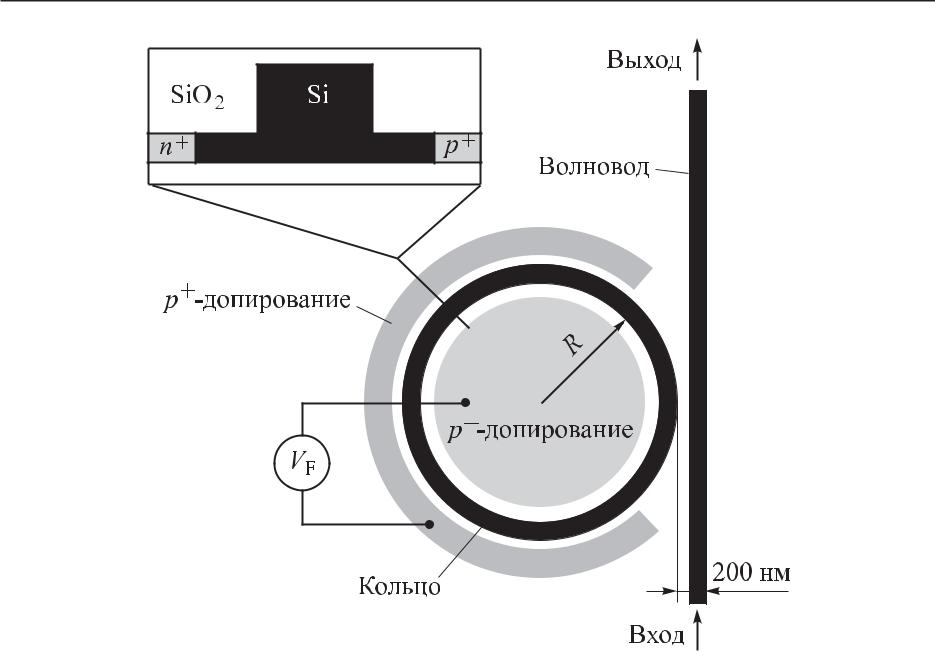 Выход
SiO2
Si
n+
p+
Волновод
p+-допирование
R
p−-допирование
VF
Кольцо
200 нм
Вход